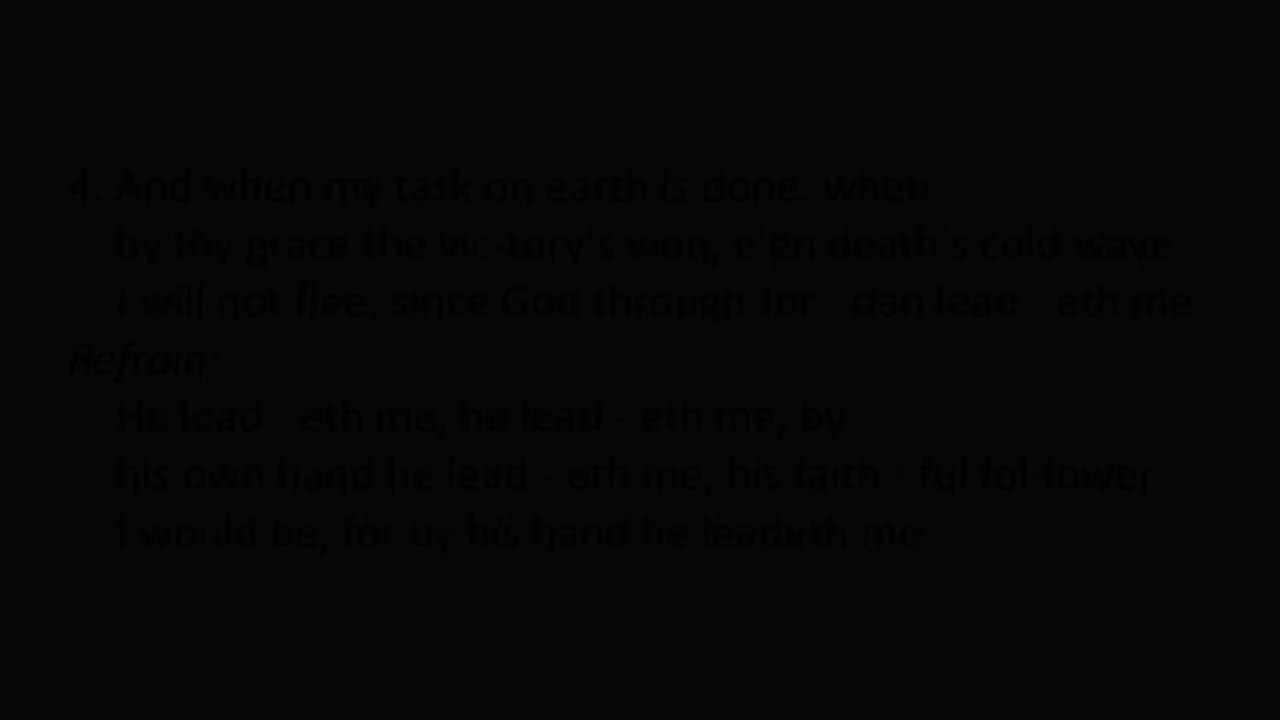 4. And when my task on earth is done, when
by thy grace the vic-tory's won, e'en death's cold wave
I will not flee, since God through Jor - dan lead - eth me.
Refrain:
He lead - eth me, he lead - eth me, by
his own hand he lead - eth me; his faith - ful fol-lower
I would be, for by his hand he leadeth me